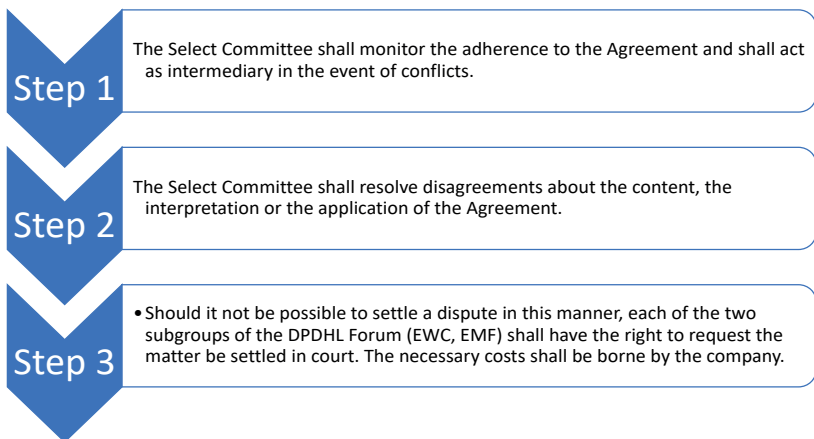 Step 1
The Select Committee shall monitor the adherence to the Agreement and shall act
as intermediary in the event of conflicts.
Step 2
The Select Committee shall resolve disagreements about the content, the
interpretation or the application of the Agreement.
Step 3
•Should it not be possible to settle a dispute in this manner, each of the two
subgroups of the DPDHL Forum (EWC, EMF) shall have the right to request the
matter be settled in court. The necessary costs shall be borne by the company.